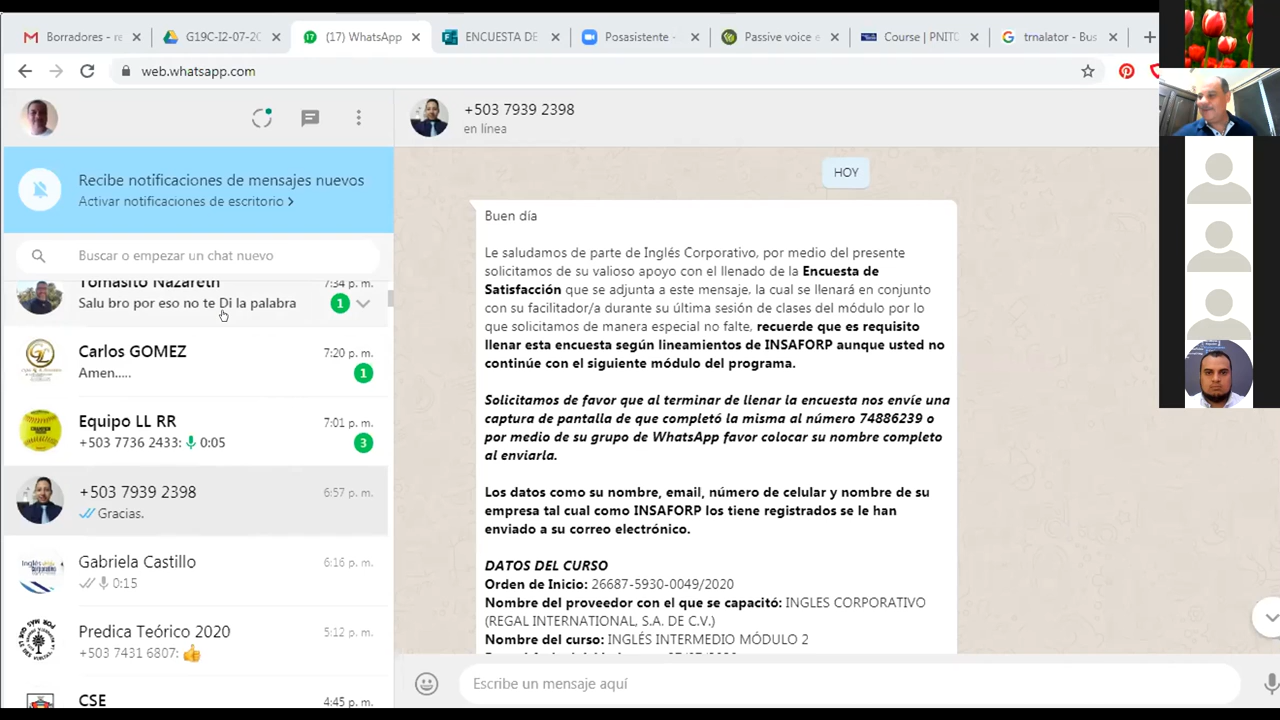 Borradores - re
G19C-I2-07-20
(17) WhatsApp
ENCUESTA DE
Posasistente -
Passive voice e
Course | PNITC
trnalator - Bus
web.whatsapp.com
+503 7939 2398
en línea
Recibe notificaciones de mensajes nuevos
Activar notificaciones de escritorio
Buscar o empezar un chat nuevo
Tomasito Nazareth
7:34 p. m.
Salu bro por eso no te Di la palabra
1
Carlos GOMEZ
7:20 p. m.
Amen.....
1
Equipo LL RR
7:01 p. m.
+503 7736 2433: 0:05
3
+503 7939 2398
6:57 p. m.
Gracias.
Gabriela Castillo
6:16 p. m.
0:15
Predica Teórico 2020
5:12 p. m.
+503 7431 6807:
CSE
4:45 p. m.
HOY
Buen día
Le saludamos de parte de Inglés Corporativo, por medio del presente
solicitamos de su valioso apoyo con el llenado de la Encuesta de
Satisfacción que se adjunta a este mensaje, la cual se llenará en conjunto
con su facilitador/a durante su última sesión de clases del módulo por lo
que solicitamos de manera especial no falte, recuerde que es requisito
llenar esta encuesta según lineamientos de INSAFORP aunque usted no
continúe con el siguiente módulo del programa.
Solicitamos de favor que al terminar de llenar la encuesta nos envíe una
captura de pantalla de que completó la misma al número 74886239 o
por medio de su grupo de WhatsApp favor colocar su nombre completo
al enviarla.
Los datos como su nombre, email, número de celular y nombre de su
empresa tal cual como INSAFORP los tiene registrados se le han
enviado a su correo electrónico.
DATOS DEL CURSO
Orden de Inicio: 26687-5930-0049/2020
Nombre del proveedor con el que se capacitó: INGLES CORPORATIVO
(REGAL INTERNATIONAL, S.A. DE C.V.)
Nombre del curso: INGLÉS INTERMEDIO MÓDULO 2
Escribe un mensaje aquí